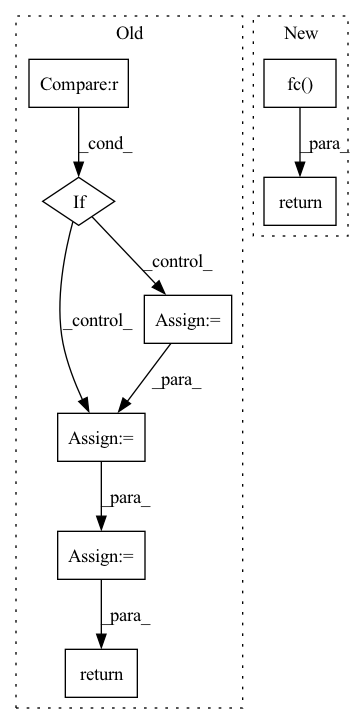 Old
New
Compare:r
fc()
_cond_
_para_
If
return
_control_
_control_
Assign:=
_para_
Assign:=
_para_
Assign:=
_para_
return